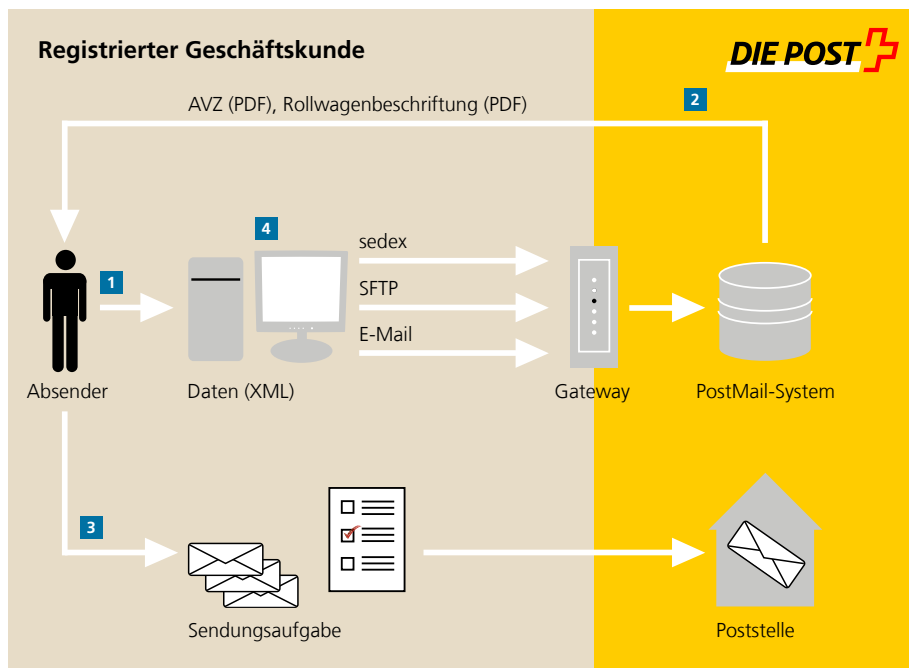 Registrierter Geschäftskunde
DIE POST
AVZ (PDF), Rollwagenbeschriftung (PDF)
2
4
sedex
1
SFTP
E-Mail
Absender
Daten (XML)
Gateway
PostMail-System
3
Sendungsaufgabe
Poststelle